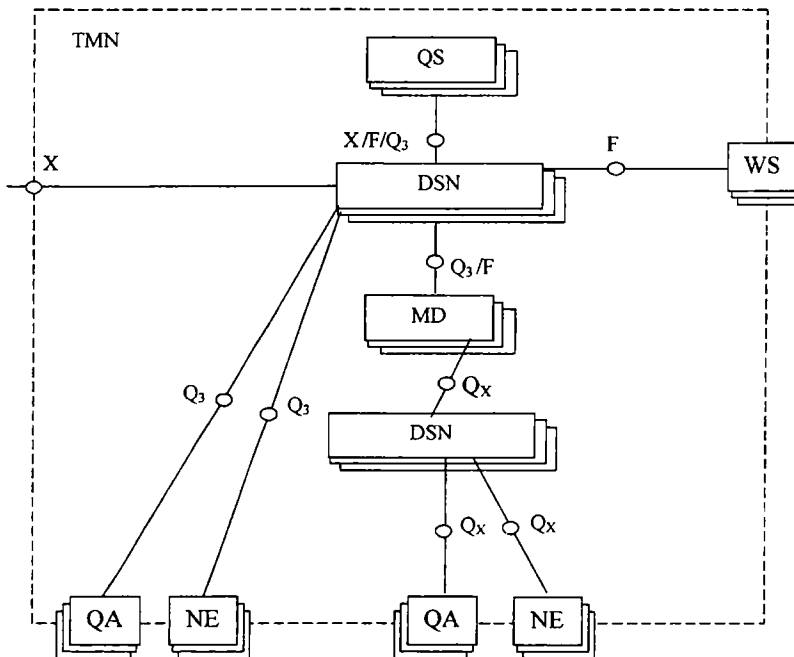 TMN
QS
X/F/Q₃
F
X
DSN
WS
Q₃/F
MD
Q₃
Q₃
Qx
DSN
Qx
Qx
QA
NE
QA
NE